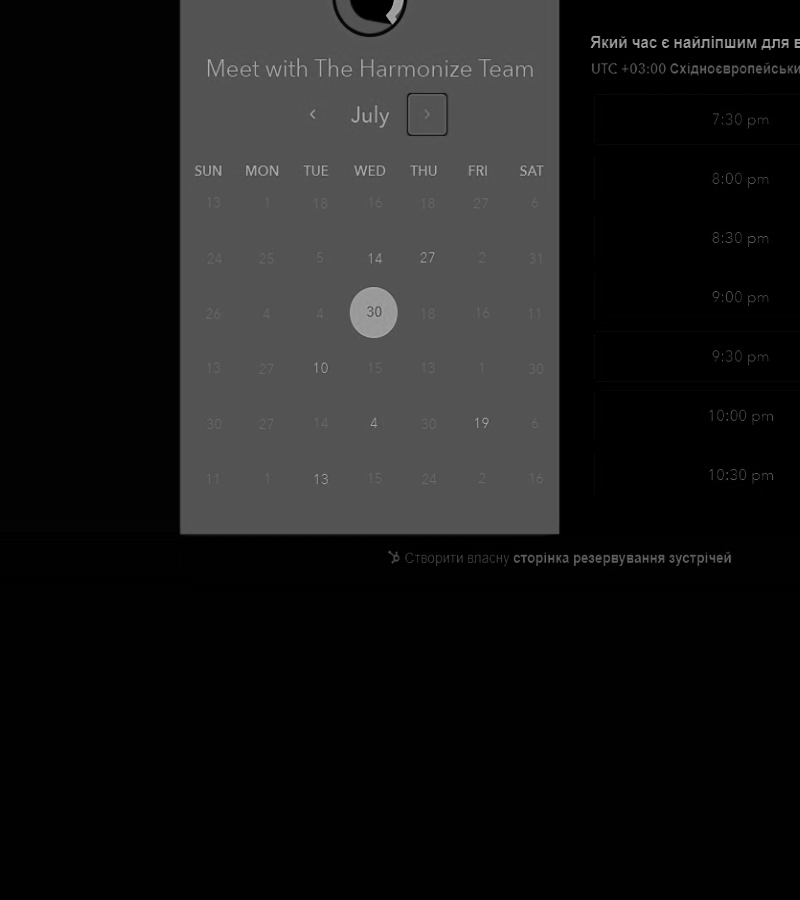 Meet with The Harmonize Team
July
SUN MON TUE WED THU FRI SAT
13 1 18 16 18 27 6
24 25 5 14 27 2 31
26 4 4 30 18 16 11
13 27 10 15 13 1 30
30 27 14 4 30 19 6
11 1 13 15 24 2 16
Який час є найліпшим для в
UTC +03:00 Східноєвропейськи
7:30 pm
8:00 pm
8:30 pm
9:00 pm
9:30 pm
10:00 pm
10:30 pm
Створити власну сторінка резервування зустрічей